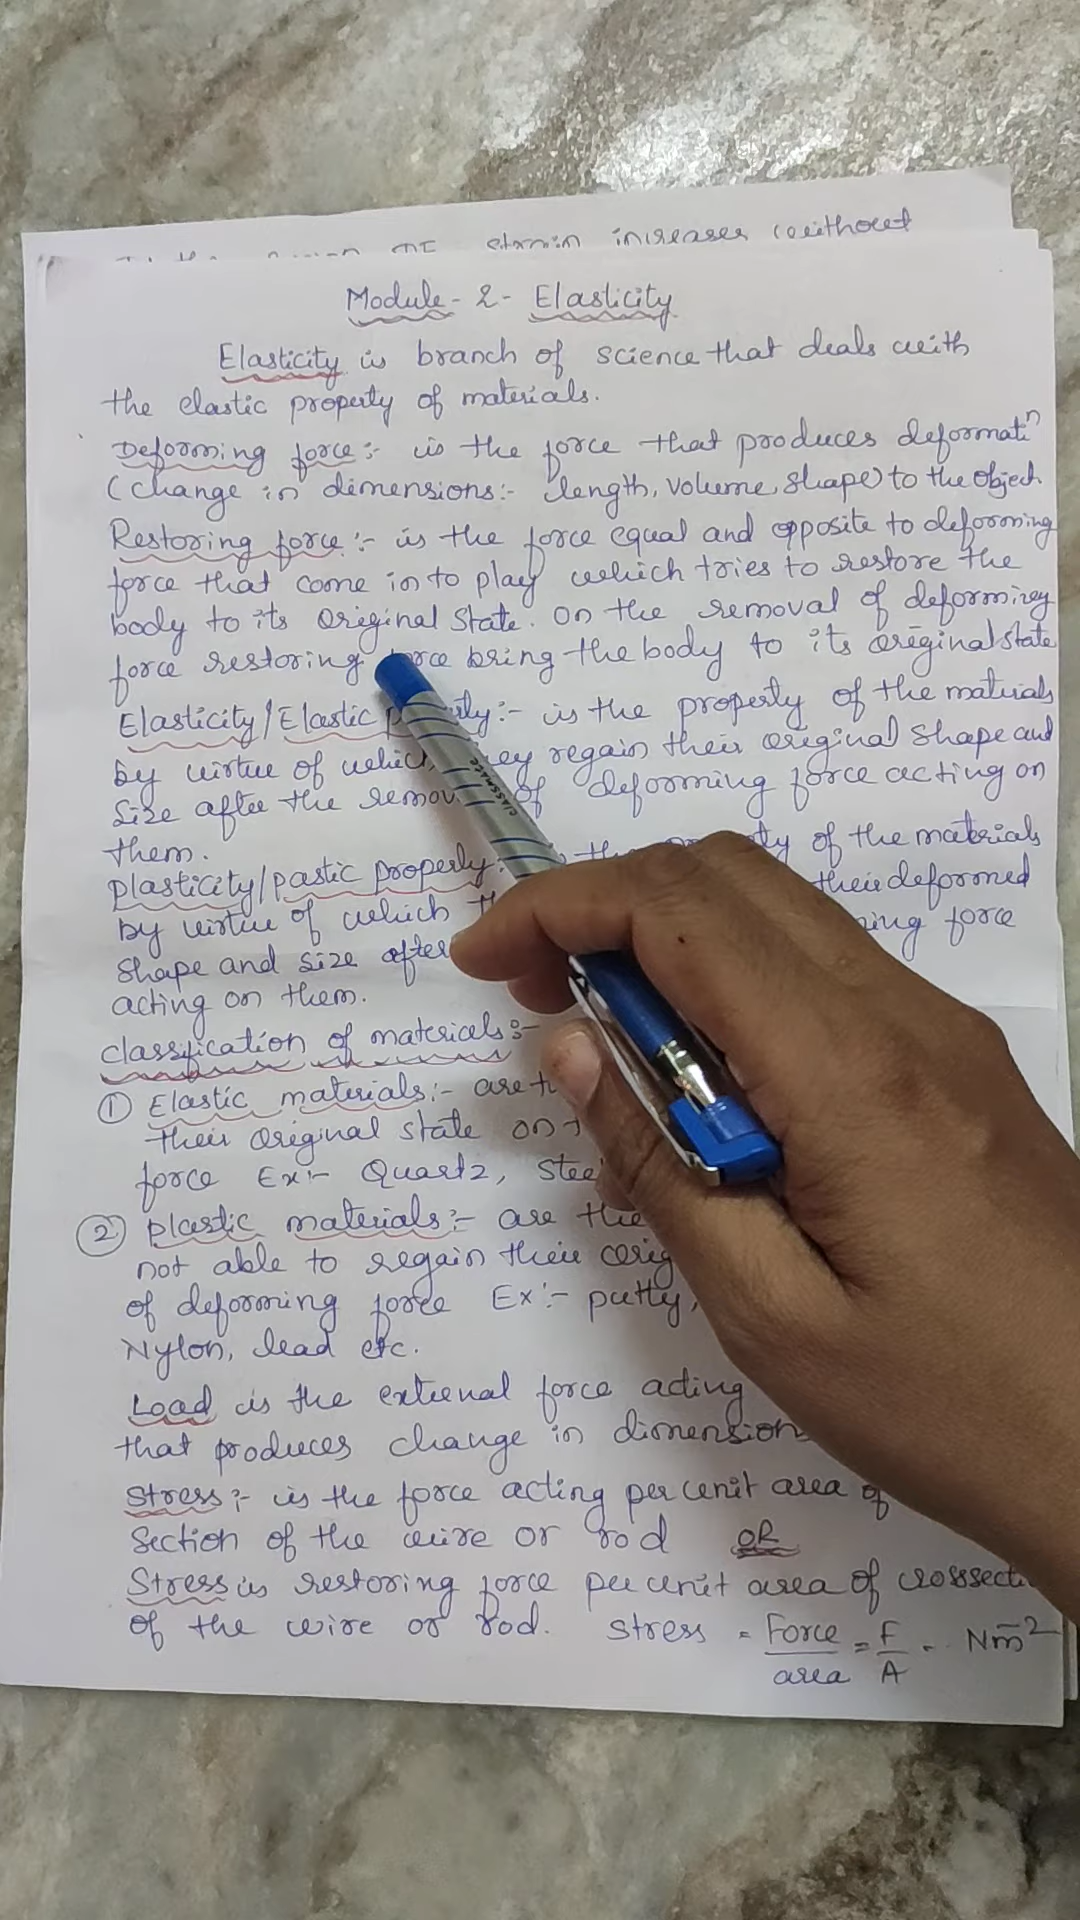 strain increases without
Module - 2 - Elasticity
Elasticity is branch of science that deals with
the elastic property of materials.
Deforming force:- is the force that produces deformatiⁿ
(change in dimensions:- length, volume, shape) to the object
Restoring force:- is the force equal and opposite to deforming
force that come in to play which tries to restore the
body to its original state. on the removal of deforming
force restoring force bring the body to its original state
Elasticity/Elastic property:- is the property of the materials
by virtue of which they regain their original shape and
size after the removal of deforming force acting on
them.
plasticity/pastic property:- the property of the materials
by virtue of which their deformed
shape and size after force
acting on them.
classification of materials:-
① Elastic materials:- are
their original state on
force Ex:- Quartz, Steel
② plastic materials:- are the
not able to regain their
of deforming force Ex:- putty,
Nylon, lead etc.
Load is the external force acting
that produces change in dimensions
Stress:- is the force acting per unit area of
section of the wire or rod OR
Stress is restoring force per unit area of crosssecti
of the wire or rod. stress = Force/area = F/A - Nm̄²
classmate